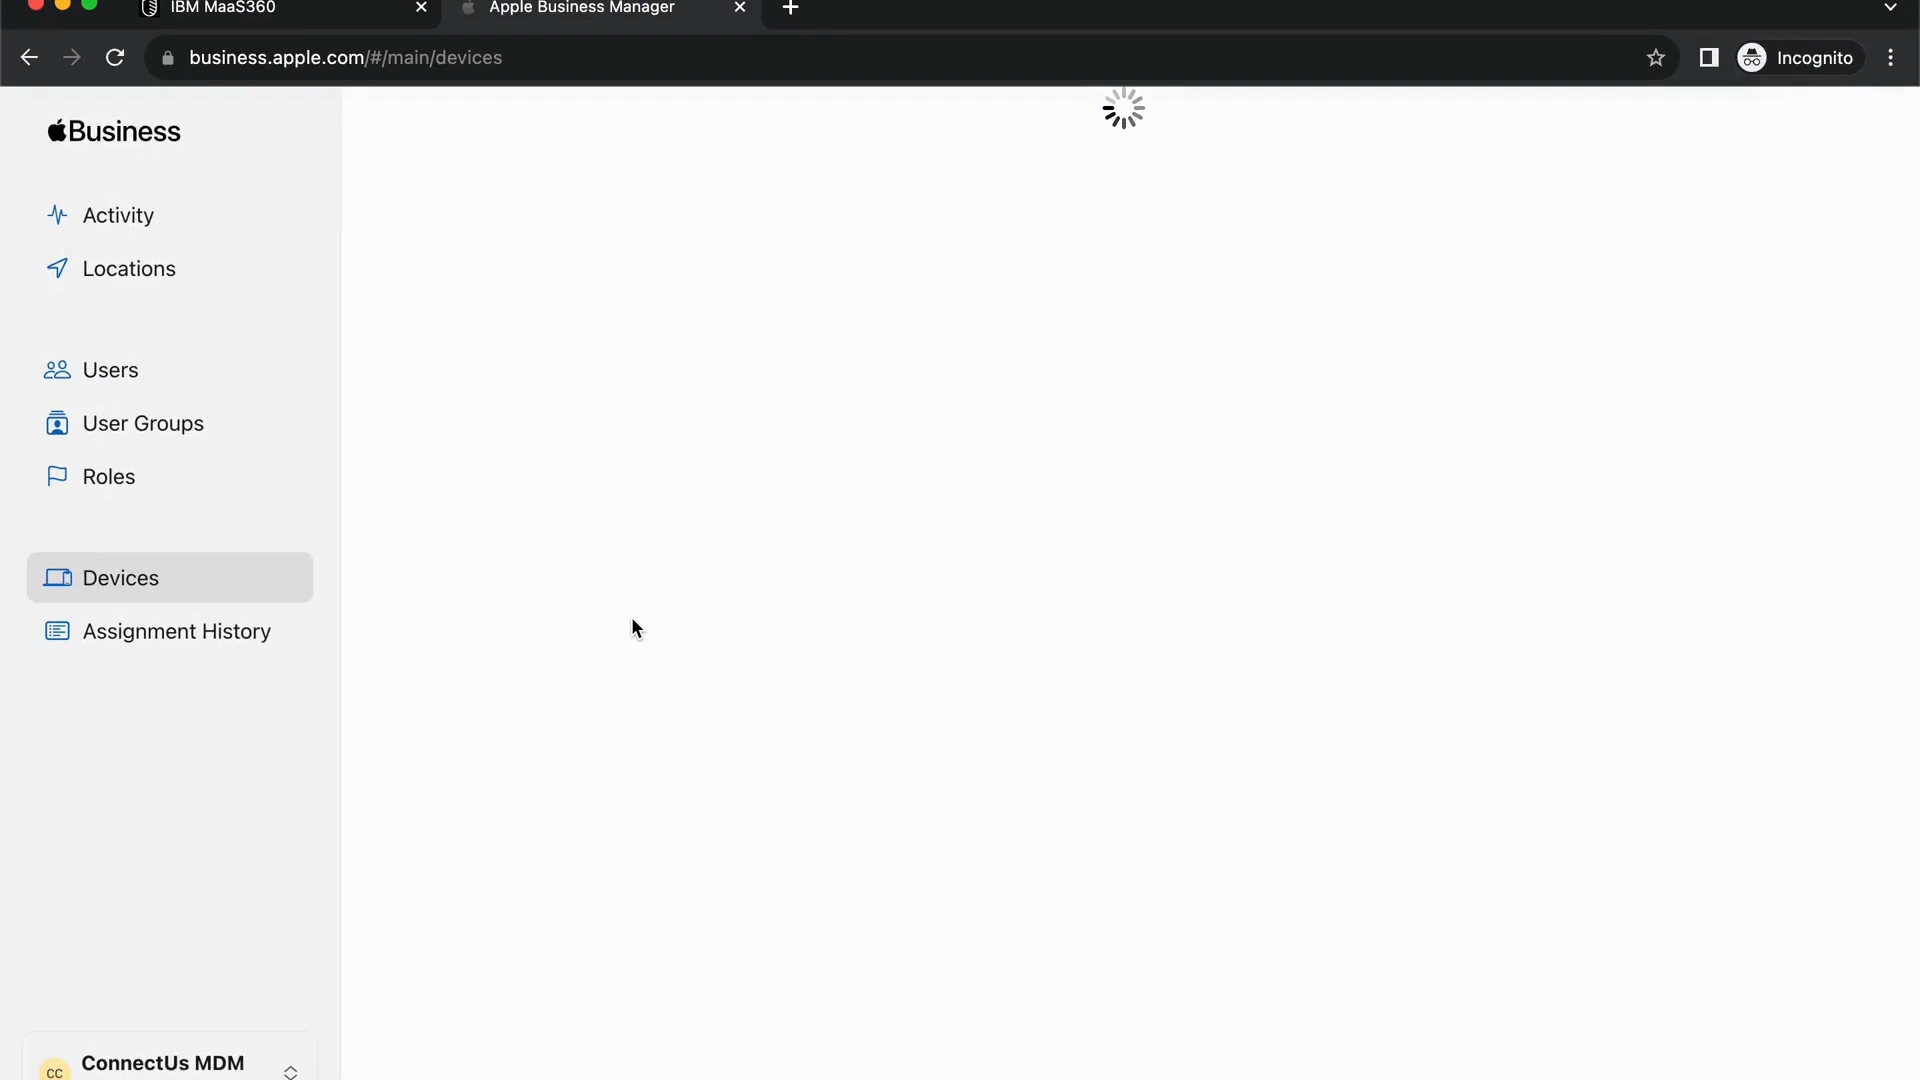 IBM MaaS360
Apple Business Manager
business.apple.com/#/main/devices
Incognito
Business
Activity
Locations
Users
User Groups
Roles
Devices
Assignment History
CC
ConnectUs MDM